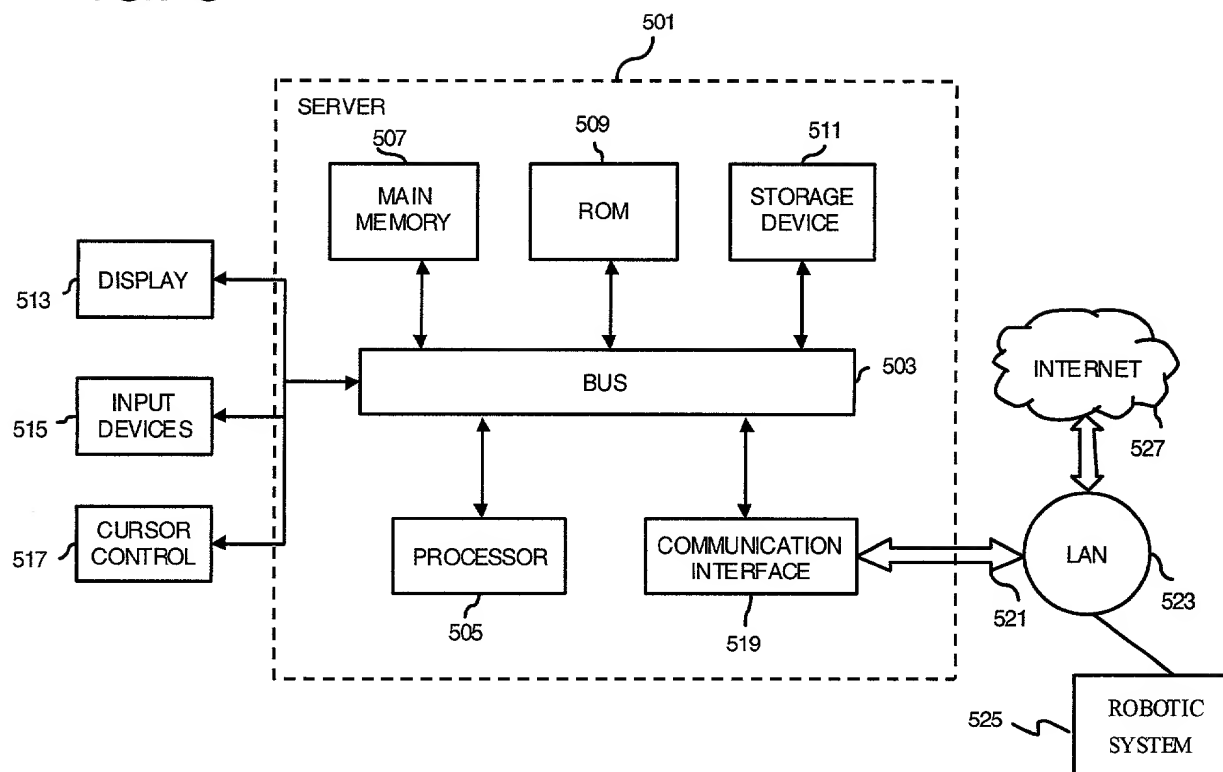 501
SERVER
507
509
511
MAIN
MEMORY
ROM
STORAGE
DEVICE
DISPLAY
513
BUS
503
INTERNET
527
INPUT
DEVICES
515
CURSOR
CONTROL
517
PROCESSOR
505
COMMUNICATION
INTERFACE
519
521
LAN
523
525
ROBOTIC
SYSTEM